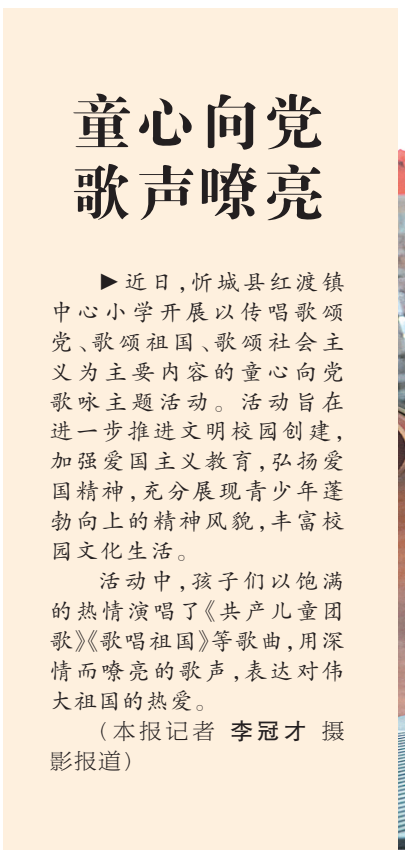 童心向党
歌声嘹亮
▶近日,忻城县红渡镇
中心小学开展以传唱歌颂
党、歌颂祖国、歌颂社会主
义为主要内容的童心向党
歌咏主题活动。活动旨在
进一步推进文明校园创建,
加强爱国主义教育,弘扬爱
国精神,充分展现青少年蓬
勃向上的精神风貌,丰富校
园文化生活。
活动中,孩子们以饱满
的热情演唱了《共产儿童团
歌》《歌唱祖国》等歌曲,用深
情而嘹亮的歌声,表达对伟
大祖国的热爱。
(本报记者 李冠才 摄
影报道)